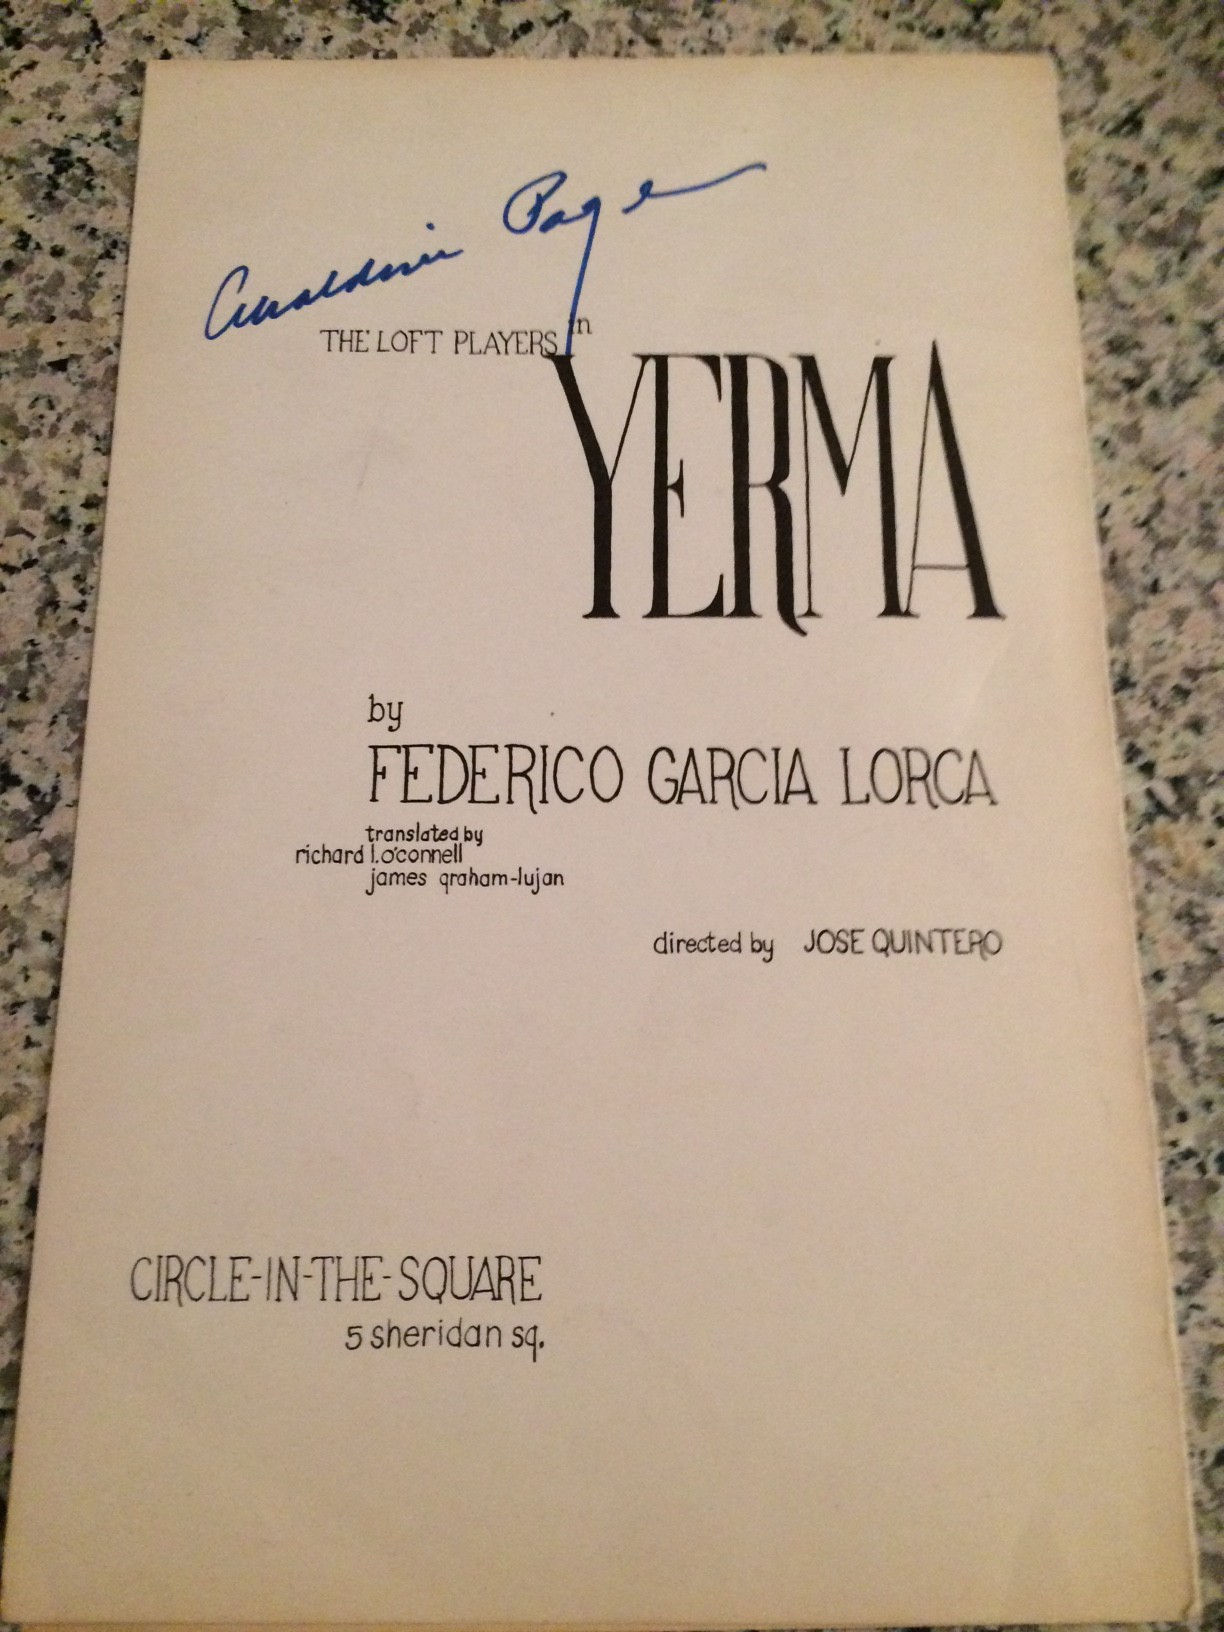 Geraldine Page
THE LOFT PLAYERS in
YERMA
by
FEDERICO GARCIA LORCA
translated by
richard l. o'connell
james graham-lujan
directed by JOSE QUINTERO
CIRCLE-IN-THE-SQUARE
5 sheridan sq.